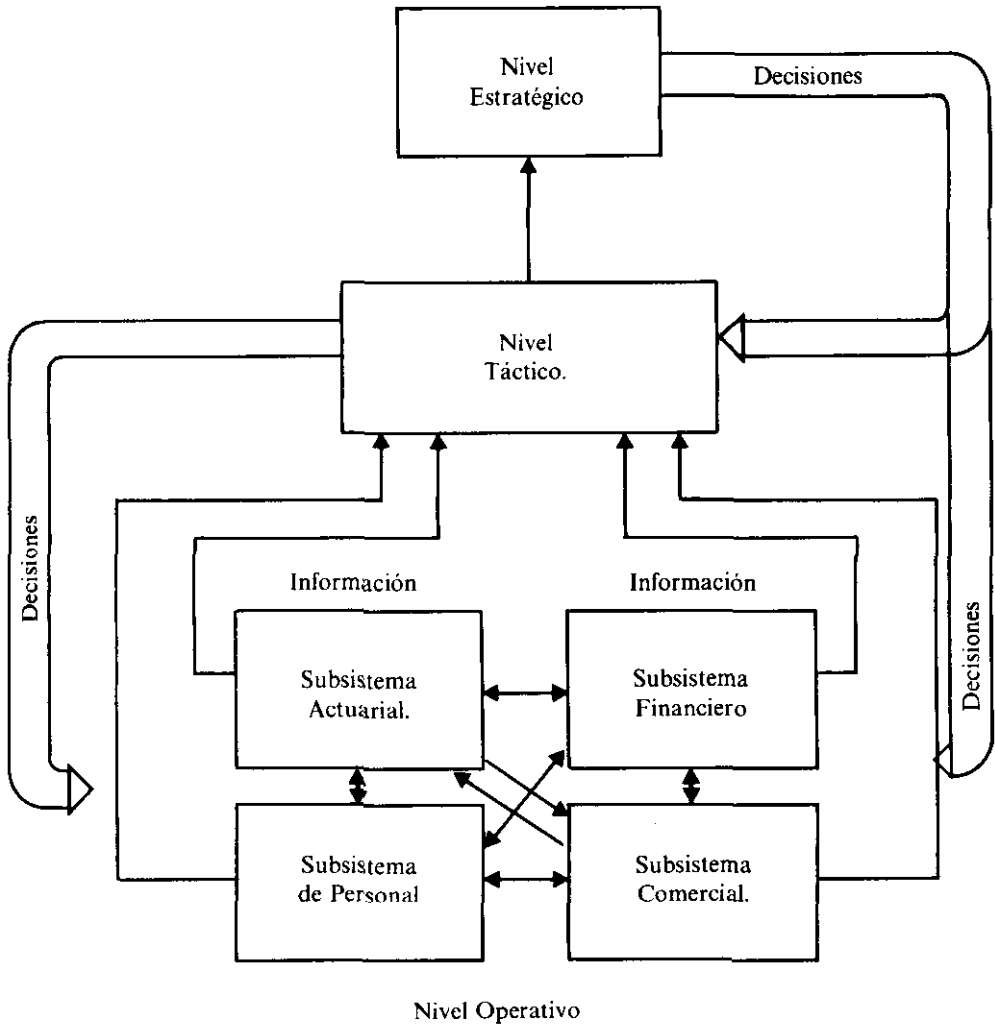 Nivel
Estratégico
Decisiones
Nivel
Táctico.
Decisiones
Información
Información
Subsistema
Actuarial.
Subsistema
Financiero
Decisiones
Subsistema
de Personal
Subsistema
Comercial.
Nivel Operativo